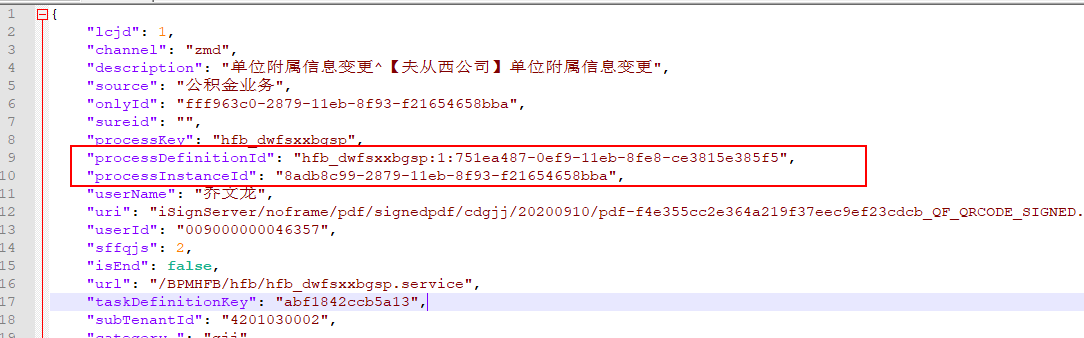 1 {
2 "lcjd": 1,
3 "channel": "zmd",
4 "description": "单位附属信息变更^【夫从西公司】单位附属信息变更",
5 "source": "公积金业务",
6 "onlyId": "fff963c0-2879-11eb-8f93-f21654658bba",
7 "sureid": "",
8 "processKey": "hfb_dwfsxxbgsp",
9 "processDefinitionId": "hfb_dwfsxxbgsp:1:751ea487-0ef9-11eb-8fe8-ce3815e385f5",
10 "processInstanceId": "8adb8c99-2879-11eb-8f93-f21654658bba",
11 "userName": "乔文龙",
12 "uri": "iSignServer/noframe/pdf/signedpdf/cdgjj/20200910/pdf-f4e355cc2e364a219f37eec9ef23cdcb_QF_QRCODE_SIGNED.
13 "userId": "009000000046357",
14 "sffqjs": 2,
15 "isEnd": false,
16 "url": "/BPMHFB/hfb/hfb_dwfsxxbgsp.service",
17 "taskDefinitionKey": "abf1842ccb5a13",
18 "subTenantId": "4201030002",